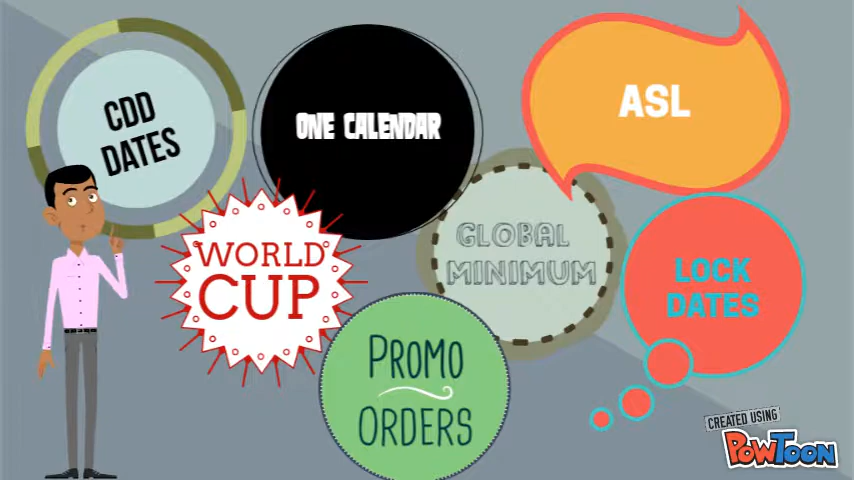 CDD
DATES
ONE CALENDAR
ASL
WORLD
CUP
GLOBAL
MINIMUM
LOCK
DATES
PROMO
ORDERS
CREATED USING
POWTOON